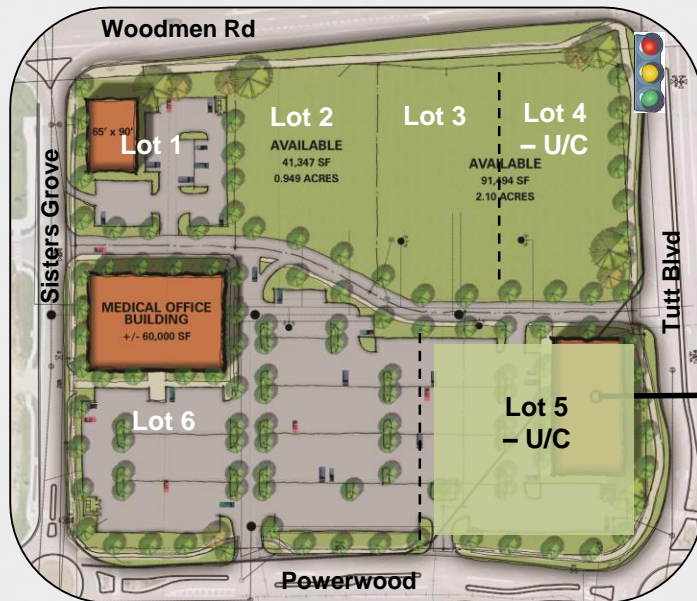 Woodmen Rd
65' x 90'
Lot 1
Lot 2
AVAILABLE
41,347 SF
0.949 ACRES
Lot 3
Lot 4
– U/C
AVAILABLE
91,494 SF
2.10 ACRES
Sisters Grove
Tutt Blvd
MEDICAL OFFICE
BUILDING
+/- 60,000 SF
Lot 6
Lot 5
– U/C
Powerwood